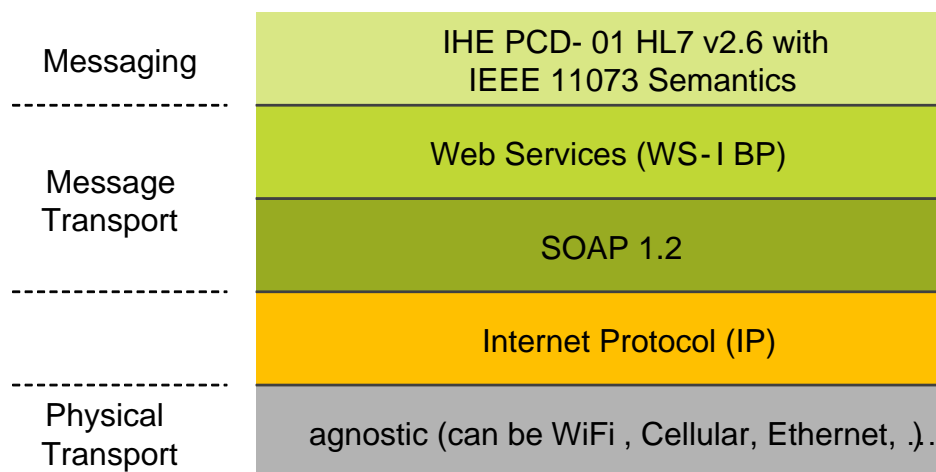 Messaging
IHE PCD- 01 HL7 v2.6 with
IEEE 11073 Semantics
Message
Transport
Web Services (WS-I BP)
SOAP 1.2
Internet Protocol (IP)
Physical
Transport
agnostic (can be WiFi , Cellular, Ethernet, .)...